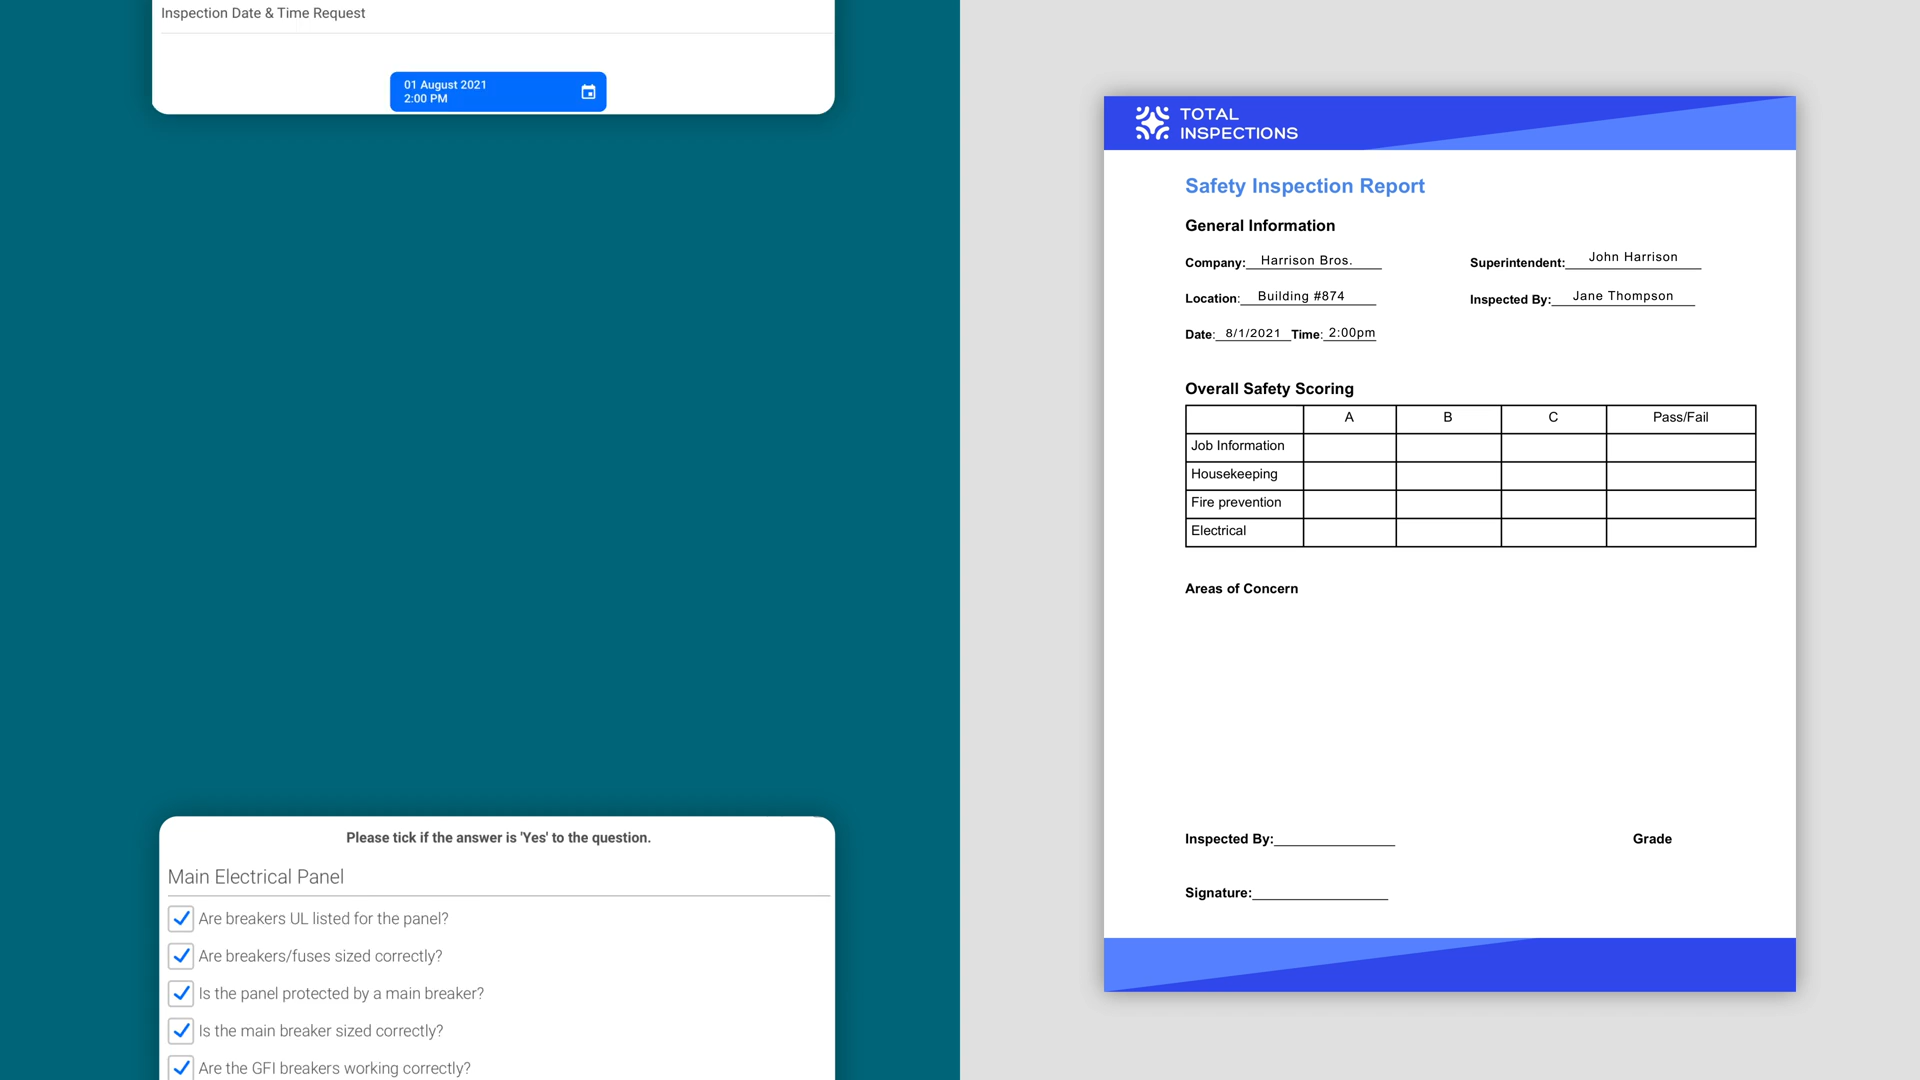 Inspection Date & Time Request
01 August 2021
2:00 PM
Please tick if the answer is 'Yes' to the question.
Main Electrical Panel
Are breakers UL listed for the panel?
Are breakers/fuses sized correctly?
Is the panel protected by a main breaker?
Is the main breaker sized correctly?
Are the GFI breakers working correctly?
TOTAL
INSPECTIONS
Safety Inspection Report
General Information
Company: Harrison Bros. Superintendent: John Harrison
Location: Building #874 Inspected By: Jane Thompson
Date: 8/1/2021 Time: 2:00pm
Overall Safety Scoring
A B C Pass/Fail
Job Information
Housekeeping
Fire prevention
Electrical
Areas of Concern
Inspected By: Grade
Signature: